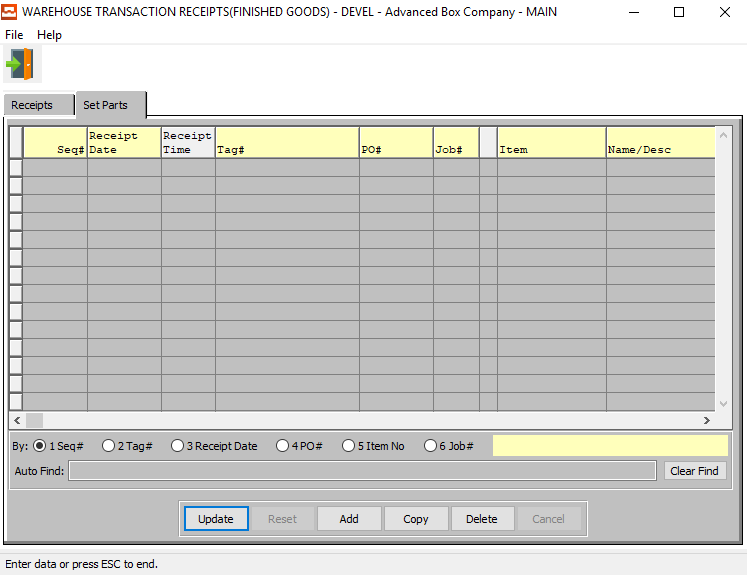 WAREHOUSE TRANSACTION RECEIPTS(FINISHED GOODS) - DEVEL - Advanced Box Company - MAIN
File Help
Receipts Set Parts
Seq# Receipt Date Receipt Time Tag# PO# Job# Item Name/Desc
By: 1 Seq# 2 Tag# 3 Receipt Date 4 PO# 5 Item No 6 Job#
Auto Find: Clear Find
Update Reset Add Copy Delete Cancel
Enter data or press ESC to end.